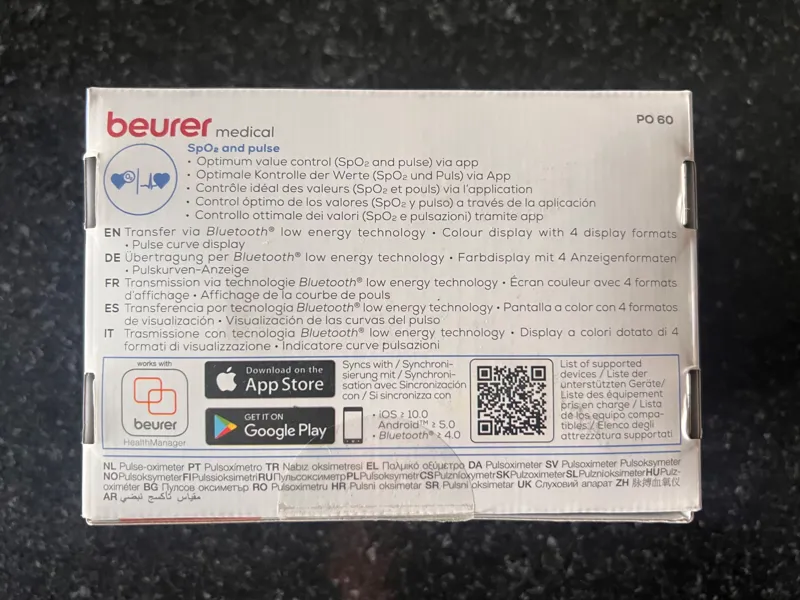 beurer medical
PO 60
SpO₂ and pulse
• Optimum value control (SpO₂ and pulse) via app
• Optimale Kontrolle der Werte (SpO₂ und Puls) via App
• Contrôle idéal des valeurs (SpO₂ et pouls) via l'application
• Control óptimo de los valores (SpO₂ y pulso) a través de la aplicación
• Controllo ottimale dei valori (SpO₂ e pulsazioni) tramite app
EN Transfer via Bluetooth® low energy technology • Colour display with 4 display formats
• Pulse curve display
DE Übertragung per Bluetooth® low energy technology • Farbdisplay mit 4 Anzeigenformaten
• Pulskurven-Anzeige
FR Transmission via technologie Bluetooth® low energy technology • Écran couleur avec 4 formats
d'affichage • Affichage de la courbe de pouls
ES Transferencia por tecnología Bluetooth® low energy technology • Pantalla a color con 4 formatos
de visualización • Visualización de las curvas del pulso
IT Trasmissione con tecnologia Bluetooth® low energy technology • Display a colori dotato di 4
formati di visualizzazione • Indicatore curve pulsazioni
works with
beurer
HealthManager
Download on the
App Store
GET IT ON
Google Play
Syncs with / Synchroni-
sierung mit / Synchroni-
sation avec Sincronización
con / Si sincronizza con
• iOS ≥ 10.0
Android™ ≥ 5.0
• Bluetooth® ≥ 4.0
List of supported
devices / Liste der
unterstützten Geräte/
Liste des équipement
pris en charge / Lista
de los equipo compa-
tibles / Elenco degli
attrezzatura supportati
NL Pulse-oximeter PT Pulsoxímetro TR Nabız oksimetresi EL Παλμικό οξύμετρο DA Pulsoximeter SV Pulsoximeter Pulsoksymeter
NO Pulsoksymeter FI Pulssioksimetri RU Пульсоксиметр PL Pulsoksymetr CS Pulzní oxymetr SK Pulzoximeter SL Pulzni oksimeter HU Pulz-
oximéter BG Пулсов оксиметър RO Pulsoximetru HR Pulsni oksimetar SR Pulsni oksimetar UK Слуховий апарат ZH 脉搏血氧仪
AR مقياس تأكسج نبضي